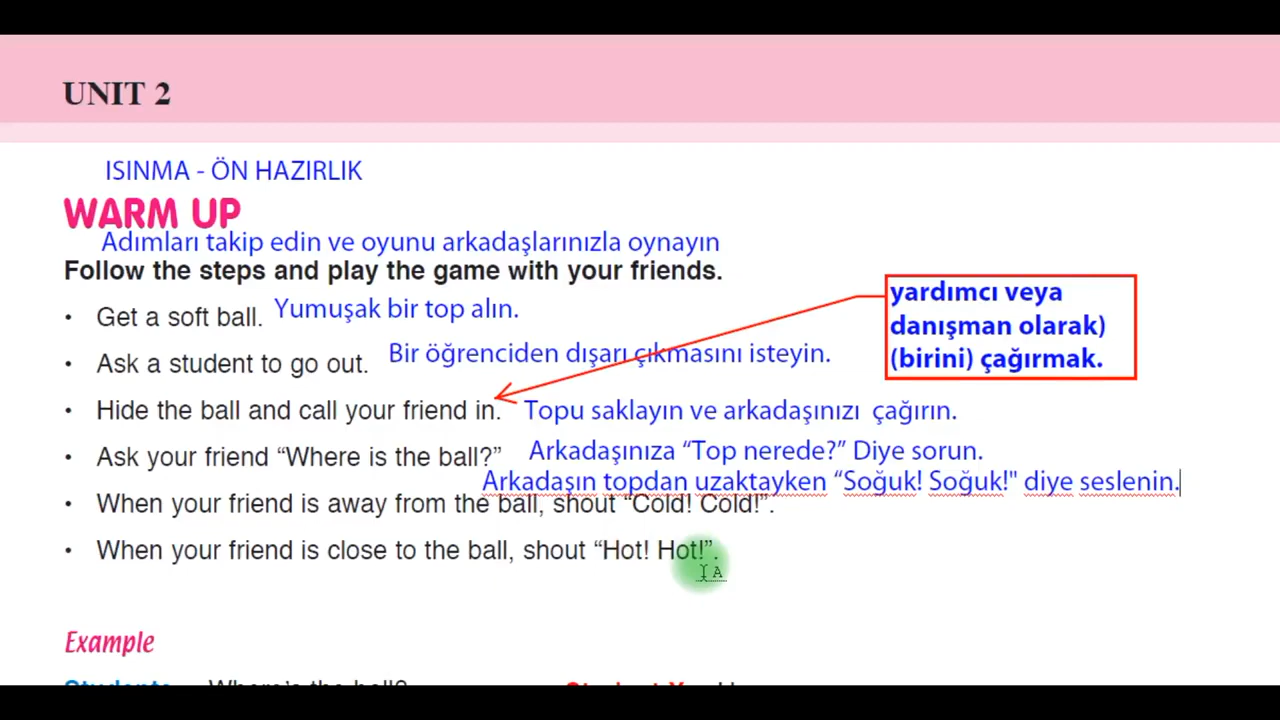 UNIT 2
ISINMA - ÖN HAZIRLIK
WARM UP
Adımları takip edin ve oyunu arkadaşlarınızla oynayın
Follow the steps and play the game with your friends.
yardımcı veya
danışman olarak)
(birini) çağırmak.
• Get a soft ball. Yumuşak bir top alın.
• Ask a student to go out. Bir öğrenciden dışarı çıkmasını isteyin.
• Hide the ball and call your friend in. Topu saklayın ve arkadaşınızı çağırın.
• Ask your friend “Where is the ball?” Arkadaşınıza “Top nerede?” Diye sorun.
Arkadaşın topdan uzaktayken “Soğuk! Soğuk!" diye seslenin.
• When your friend is away from the ball, shout “Cold! Cold!”.
• When your friend is close to the ball, shout “Hot! Hot!”.
Example
Students Where's the ball?